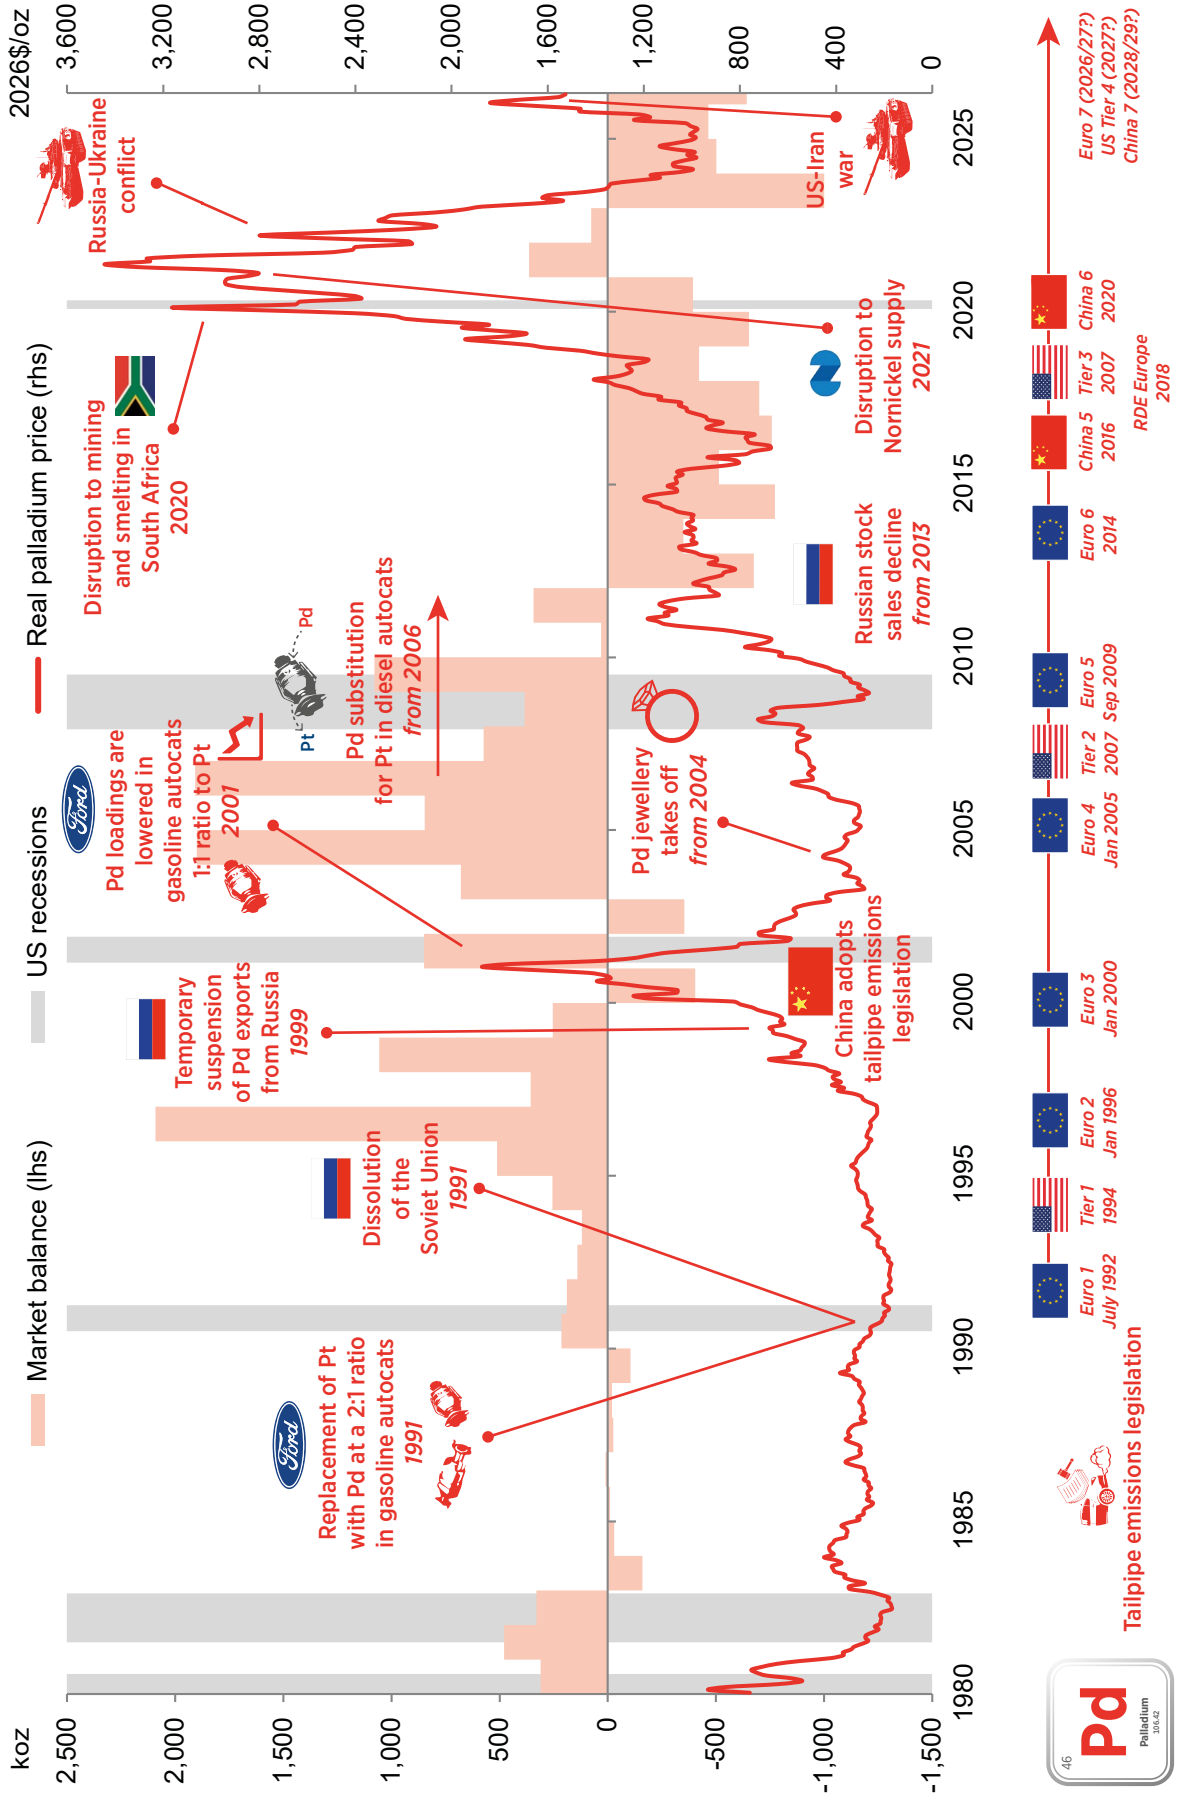 koz
2026$/oz
Market balance (lhs)
US recessions
Real palladium price (rhs)
2,500
2,000
1,500
1,000
500
0
-500
-1,000
-1,500
3,600
3,200
2,800
2,400
2,000
1,600
1,200
800
400
0
1980
1985
1990
1995
2000
2005
2010
2015
2020
2025
Ford
Replacement of Pt
with Pd at a 2:1 ratio
in gasoline autocats
1991
Dissolution
of the
Soviet Union
1991
Temporary
suspension
of Pd exports
from Russia
1999
Ford
Pd loadings are
lowered in
gasoline autocats
1:1 ratio to Pt
2001
Pt
Pd
Pd substitution
for Pt in diesel autocats
from 2006
Disruption to mining
and smelting in
South Africa
2020
Russia-Ukraine
conflict
China adopts
tailpipe emissions
legislation
Pd jewellery
takes off
from 2004
Russian stock
sales decline
from 2013
Disruption to
Nornickel supply
2021
US-Iran
war
46
Pd
Palladium
106.42
Tailpipe emissions legislation
Euro 1
July 1992
Tier 1
1994
Euro 2
Jan 1996
Euro 3
Jan 2000
Euro 4
Jan 2005
Tier 2
2007
Euro 5
Sep 2009
Euro 6
2014
China 5
2016
Tier 3
2007
RDE Europe
2018
China 6
2020
Euro 7 (2026/27?)
US Tier 4 (2027?)
China 7 (2028/29?)